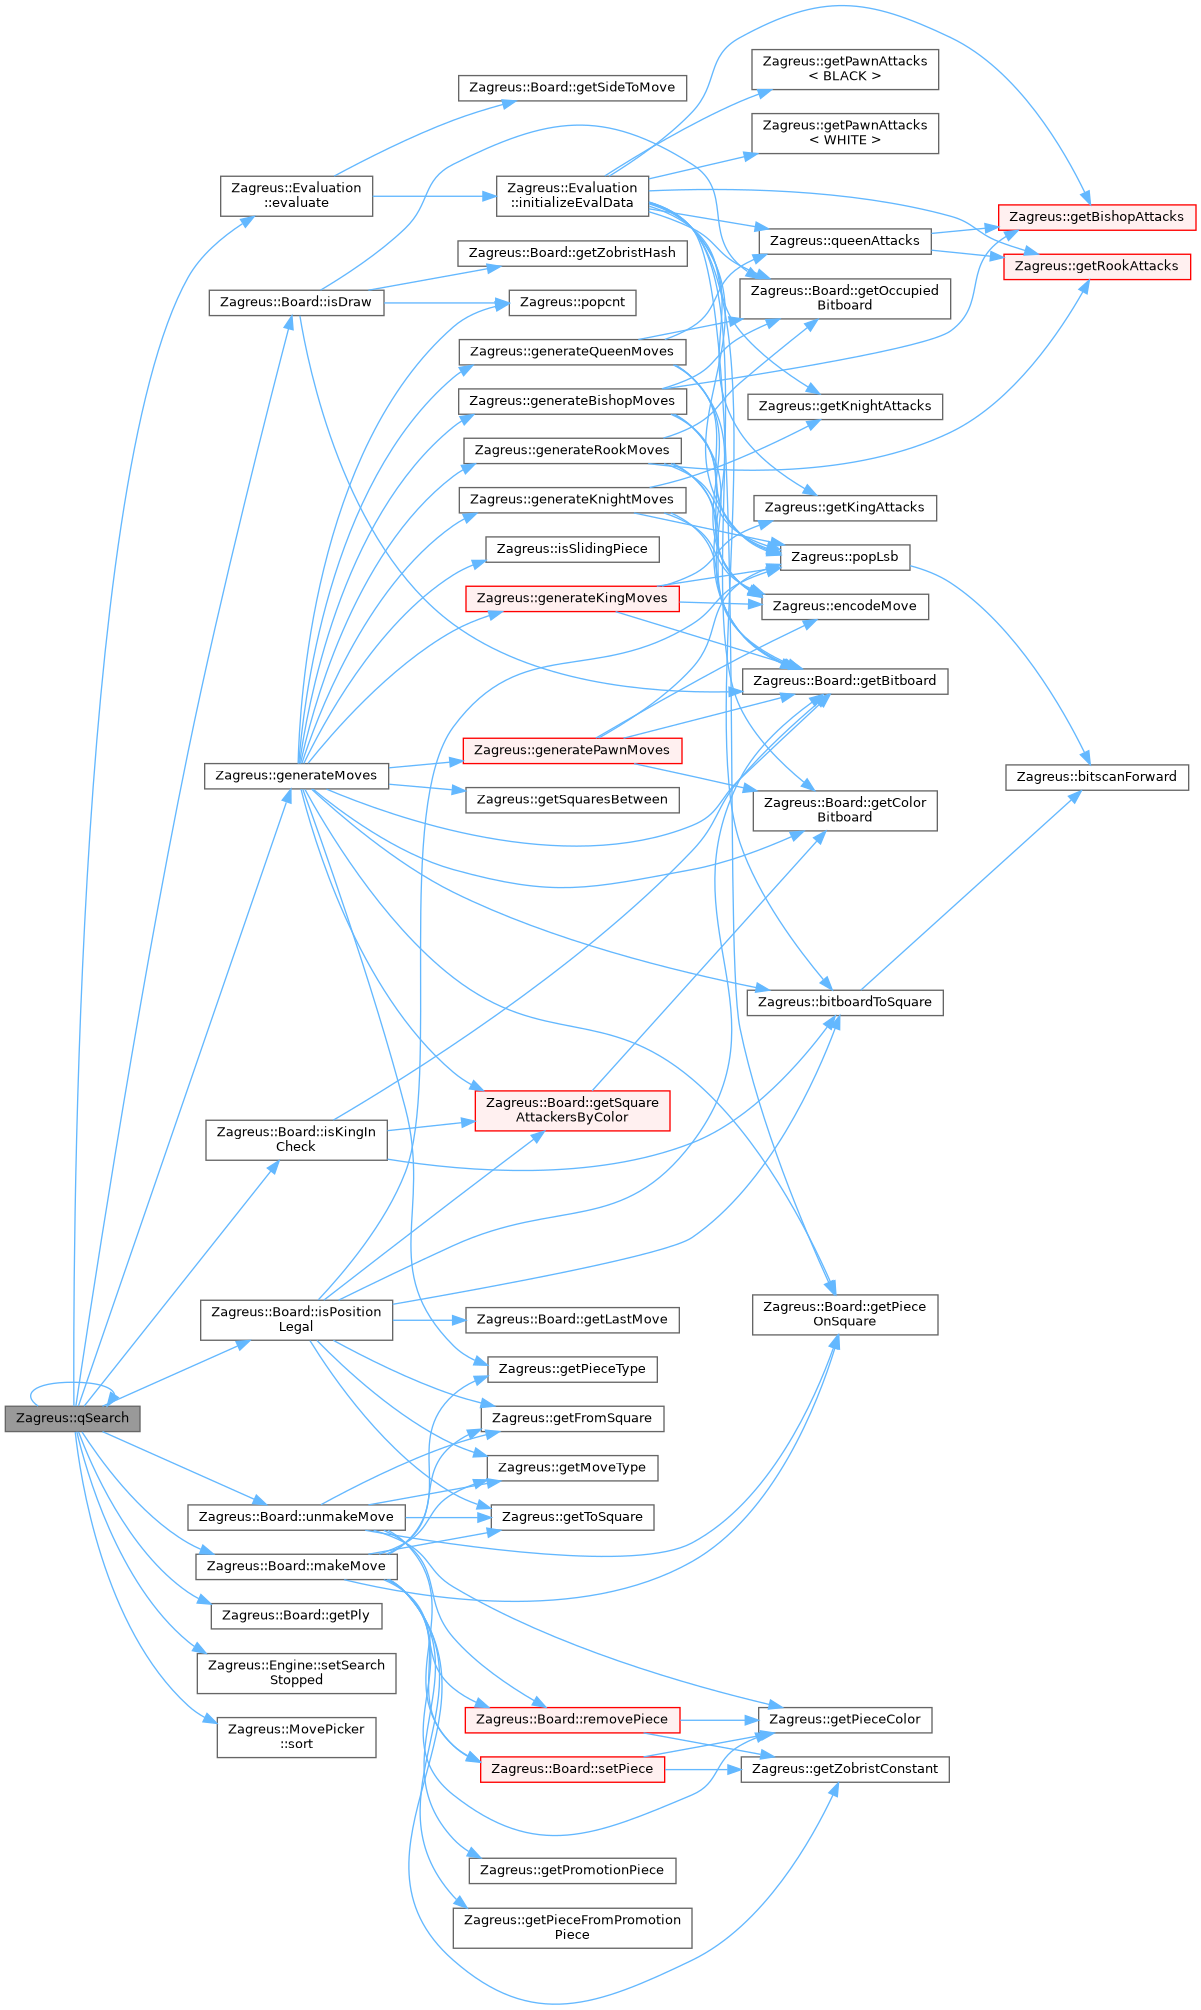 Zagreus::qSearch
Zagreus::Evaluation
::evaluate
Zagreus::Board::isDraw
Zagreus::generateMoves
Zagreus::Board::isKingIn
Check
Zagreus::Board::isPosition
Legal
Zagreus::Board::unmakeMove
Zagreus::Board::makeMove
Zagreus::Board::getPly
Zagreus::Engine::setSearch
Stopped
Zagreus::MovePicker
::sort
Zagreus::Board::getSideToMove
Zagreus::Evaluation
::initializeEvalData
Zagreus::Board::getZobristHash
Zagreus::popcnt
Zagreus::generateQueenMoves
Zagreus::generateBishopMoves
Zagreus::generateRookMoves
Zagreus::generateKnightMoves
Zagreus::isSlidingPiece
Zagreus::generateKingMoves
Zagreus::generatePawnMoves
Zagreus::getSquaresBetween
Zagreus::Board::getSquare
AttackersByColor
Zagreus::Board::getLastMove
Zagreus::getPieceType
Zagreus::getFromSquare
Zagreus::getMoveType
Zagreus::getToSquare
Zagreus::Board::removePiece
Zagreus::Board::setPiece
Zagreus::getPromotionPiece
Zagreus::getPieceFromPromotion
Piece
Zagreus::getPawnAttacks
< BLACK >
Zagreus::getPawnAttacks
< WHITE >
Zagreus::queenAttacks
Zagreus::Board::getOccupied
Bitboard
Zagreus::getKnightAttacks
Zagreus::getKingAttacks
Zagreus::popLsb
Zagreus::encodeMove
Zagreus::Board::getBitboard
Zagreus::Board::getColor
Bitboard
Zagreus::bitboardToSquare
Zagreus::Board::getPiece
OnSquare
Zagreus::getPieceColor
Zagreus::getZobristConstant
Zagreus::getBishopAttacks
Zagreus::getRookAttacks
Zagreus::bitscanForward